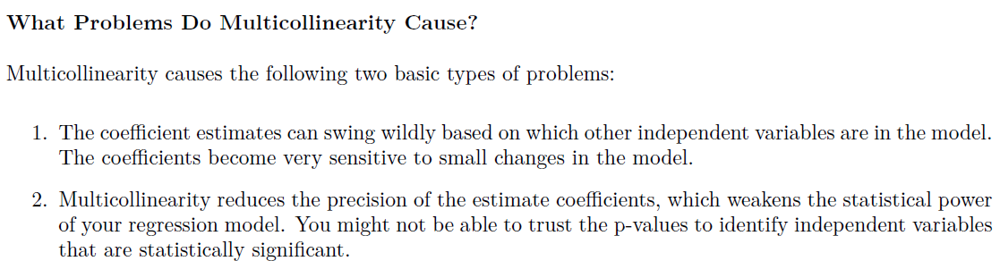 What Problems Do Multicollinearity Cause?
Multicollinearity causes the following two basic types of problems:
1. The coefficient estimates can swing wildly based on which other independent variables are in the model.
The coefficients become very sensitive to small changes in the model.
2. Multicollinearity reduces the precision of the estimate coefficients, which weakens the statistical power
of your regression model. You might not be able to trust the p-values to identify independent variables
that are statistically significant.